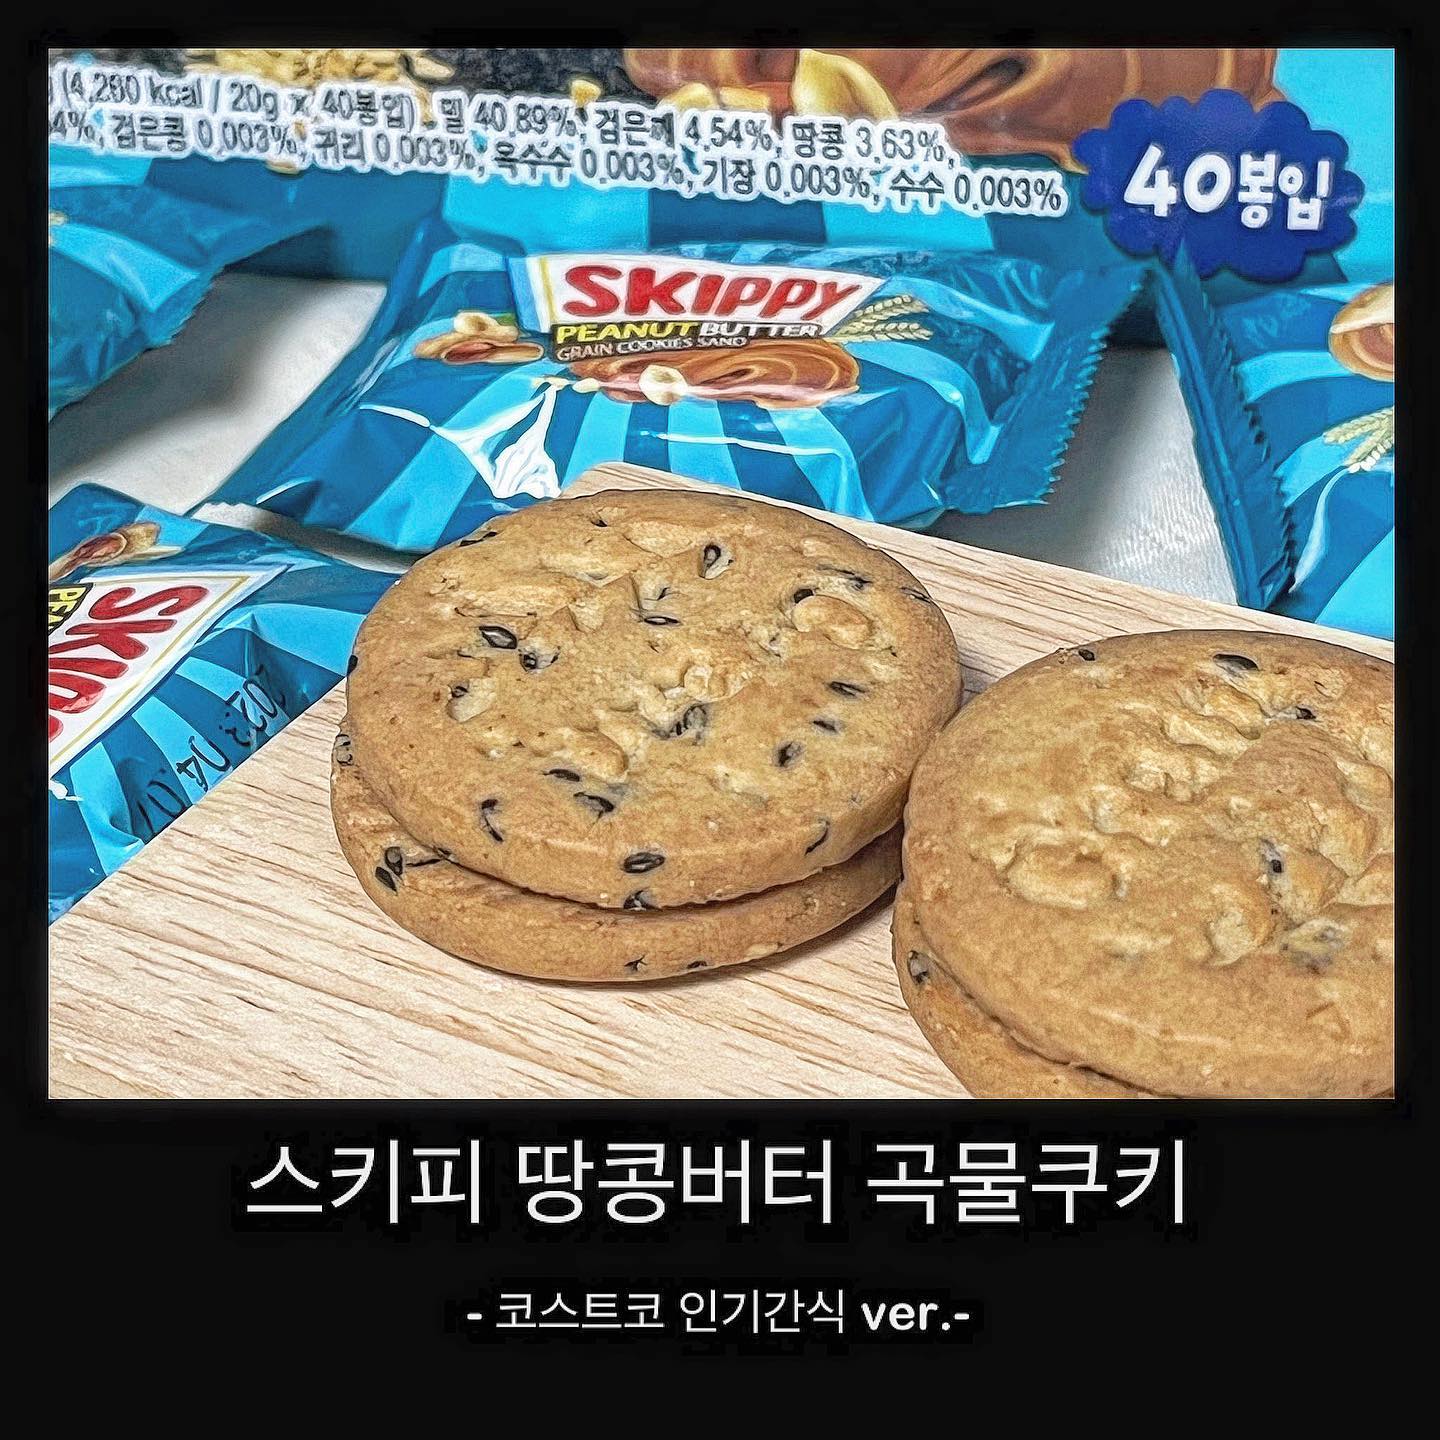 (4,280 kcal / 20g x 40봉입) , 밀 40.89%, 검은깨 4.54%, 땅콩 3.63%,
4%, 검은콩 0.003%, 귀리 0.003%, 옥수수 0.003%, 기장 0.003%, 수수 0.003%
40봉입
SKIPPY
PEANUT BUTTER
GRAIN COOKIES SAND
2023.04.
스키피 땅콩버터 곡물쿠키
- 코스트코 인기간식 ver.-